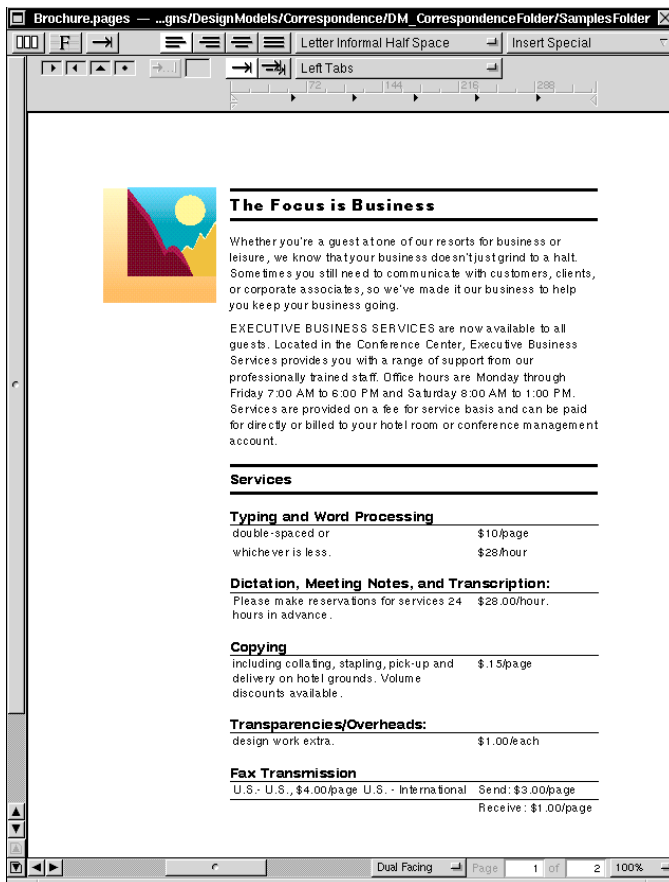 Brochure.pages — ...gns/DesignModels/Correspondence/DM_CorrespondenceFolder/SamplesFolder
F Letter Informal Half Space Insert Special
Left Tabs
72 144 216 288
The Focus is Business
Whether you're a guest at one of our resorts for business or
leisure, we know that your business doesn't just grind to a halt.
Sometimes you still need to communicate with customers, clients,
or corporate associates, so we've made it our business to help
you keep your business going.
EXECUTIVE BUSINESS SERVICES are now available to all
guests. Located in the Conference Center, Executive Business
Services provides you with a range of support from our
professionally trained staff. Office hours are Monday through
Friday 7:00 AM to 6:00 PM and Saturday 8:00 AM to 1:00 PM.
Services are provided on a fee for service basis and can be paid
for directly or billed to your hotel room or conference management
account.
Services
Typing and Word Processing
double-spaced or $10/page
whichever is less. $28/hour
Dictation, Meeting Notes, and Transcription:
Please make reservations for services 24 $28.00/hour.
hours in advance.
Copying
including collating, stapling, pick-up and $.15/page
delivery on hotel grounds. Volume
discounts available.
Transparencies/Overheads:
design work extra. $1.00/each
Fax Transmission
U.S.- U.S., $4.00/page U.S. - International Send: $3.00/page
Receive: $1.00/page
Dual Facing Page 1 of 2 100%